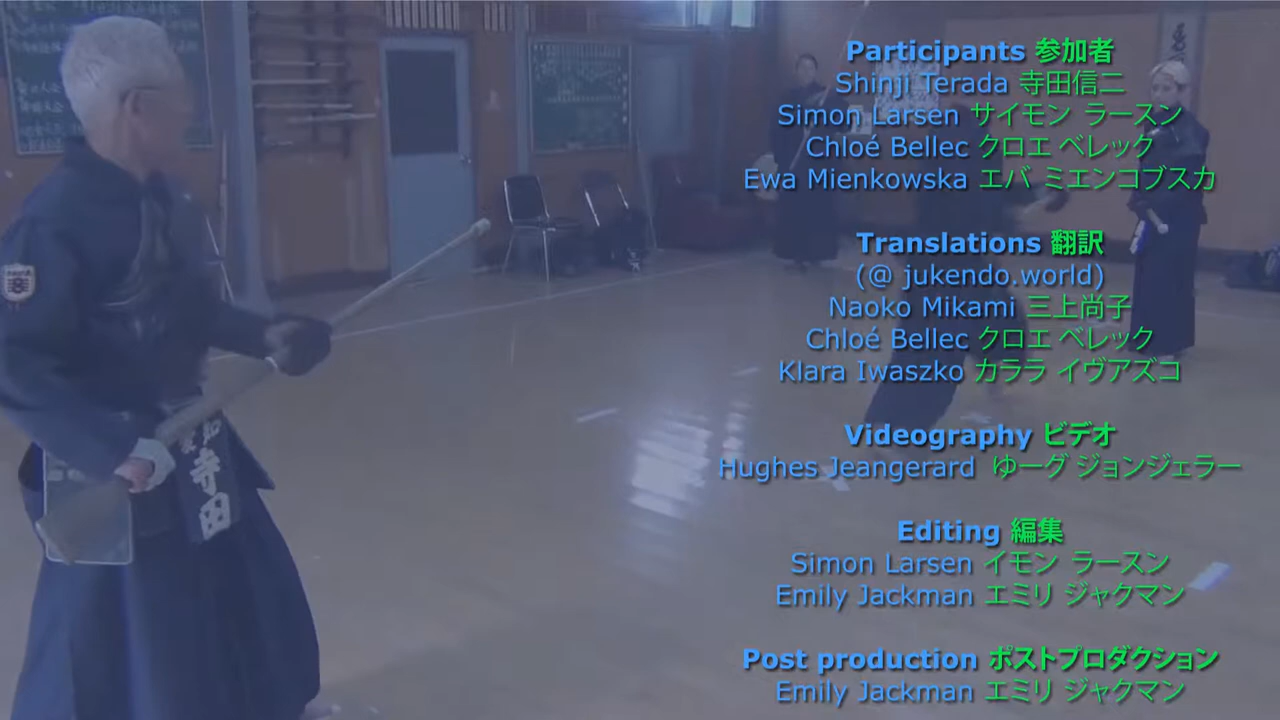 Participants 参加者
Shinji Terada 寺田信二
Simon Larsen サイモン ラースン
Chloé Bellec クロエ ベレック
Ewa Mienkowska エバ ミエンコブスカ
Translations 翻訳
(@ jukendo.world)
Naoko Mikami 三上尚子
Chloé Bellec クロエ ベレック
Klara Iwaszko カララ イヴアズコ
Videography ビデオ
Hughes Jeangerard ゆーグ ジョンジェラー
Editing 編集
Simon Larsen イモン ラースン
Emily Jackman エミリ ジャクマン
Post production ポストプロダクション
Emily Jackman エミリ ジャクマン
寺田